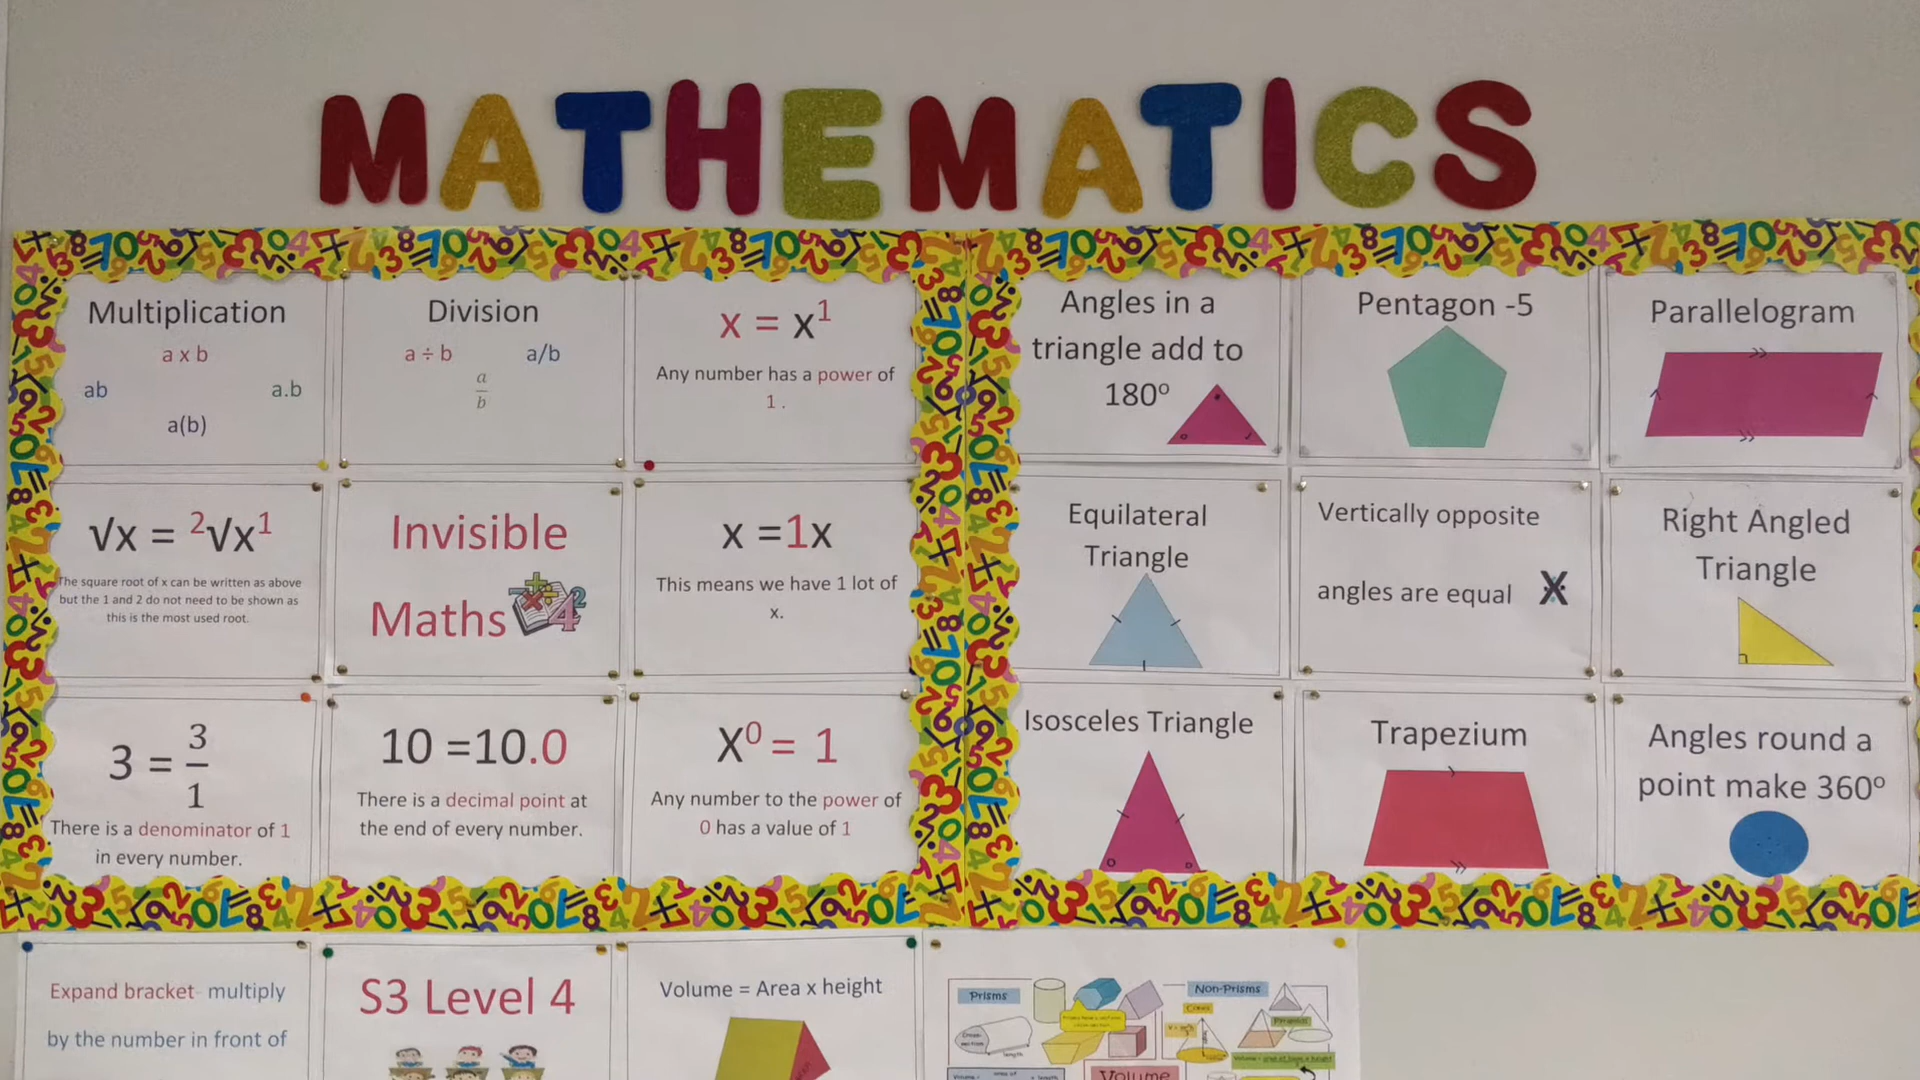 MATHEMATICS
Multiplication
a x b
ab a.b
a(b)
Division
a ÷ b a/b
a
b
x = x¹
Any number has a power of
1 .
√x = ²√x¹
The square root of x can be written as above
but the 1 and 2 do not need to be shown as
this is the most used root.
Invisible
Maths
x =1x
This means we have 1 lot of
x.
3 = 3/1
There is a denominator of 1
in every number.
10 =10.0
There is a decimal point at
the end of every number.
X⁰ = 1
Any number to the power of
0 has a value of 1
Angles in a
triangle add to
180º
Pentagon -5
Parallelogram
Equilateral
Triangle
Vertically opposite
angles are equal
Right Angled
Triangle
Isosceles Triangle
Trapezium
Angles round a
point make 360º
Expand bracket- multiply
by the number in front of
S3 Level 4
Volume = Area x height
Prisms
Non-Prisms
Cones
Pyramids
length
Volume